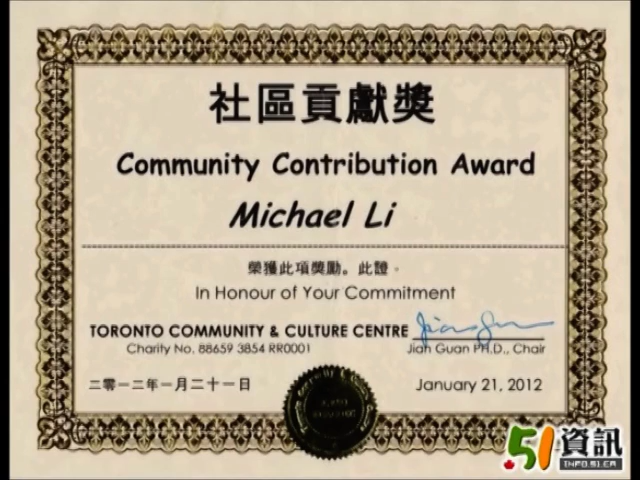 社區貢獻獎
Community Contribution Award
Michael Li
榮獲此項獎勵。此證。
In Honour of Your Commitment
TORONTO COMMUNITY & CULTURE CENTRE
Charity No. 88659 3854 RR0001
Jian Guan PH.D., Chair
二零一二年一月二十一日
January 21, 2012
.51資訊
INFO.51.CA